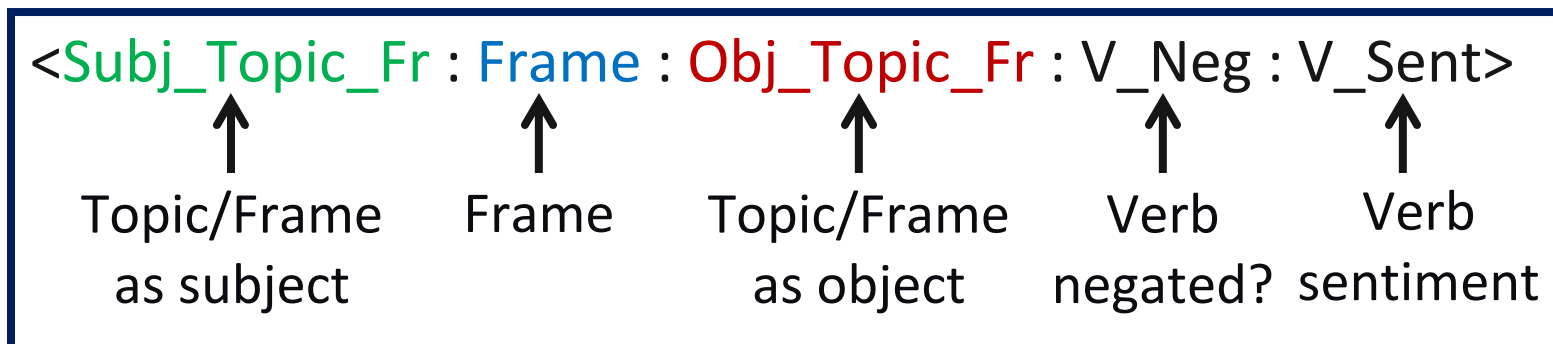 <Subj_Topic_Fr : Frame : Obj_Topic_Fr : V_Neg : V_Sent>
Topic/Frame as subject
Frame
Topic/Frame as object
Verb negated?
Verb sentiment